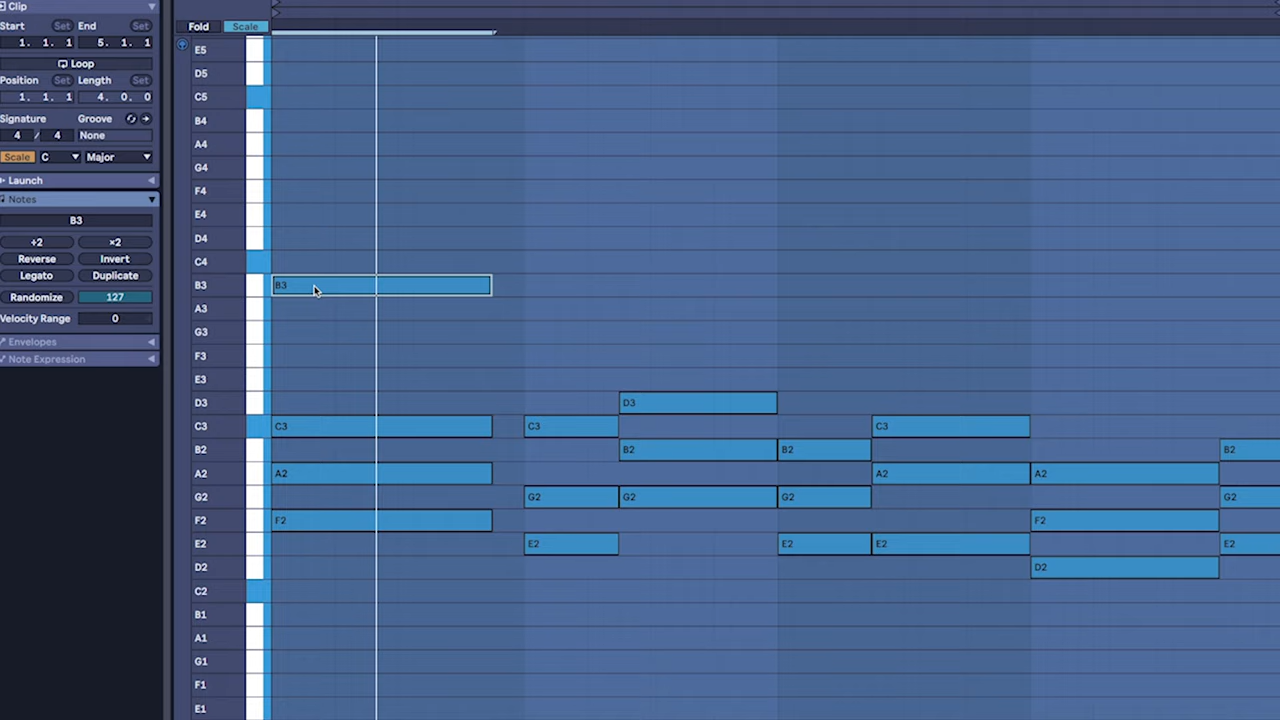 Clip
Start Set End Set
1. 1. 1 5. 1. 1
Loop
Position Set Length Set
1. 1. 1 4. 0. 0
Signature Groove
4 / 4 None
Scale C Major
Launch
Notes
B3
÷2 ×2
Reverse Invert
Legato Duplicate
Randomize 127
Velocity Range 0
Envelopes
Note Expression
Fold Scale
E5
D5
C5
B4
A4
G4
F4
E4
D4
C4
B3 B3
A3
G3
F3
E3
D3 D3
C3 C3 C3 C3
B2 B2 B2 B2
A2 A2 A2 A2
G2 G2 G2 G2 G2
F2 F2 F2
E2 E2 E2 E2 E2
D2 D2
C2
B1
A1
G1
F1
E1